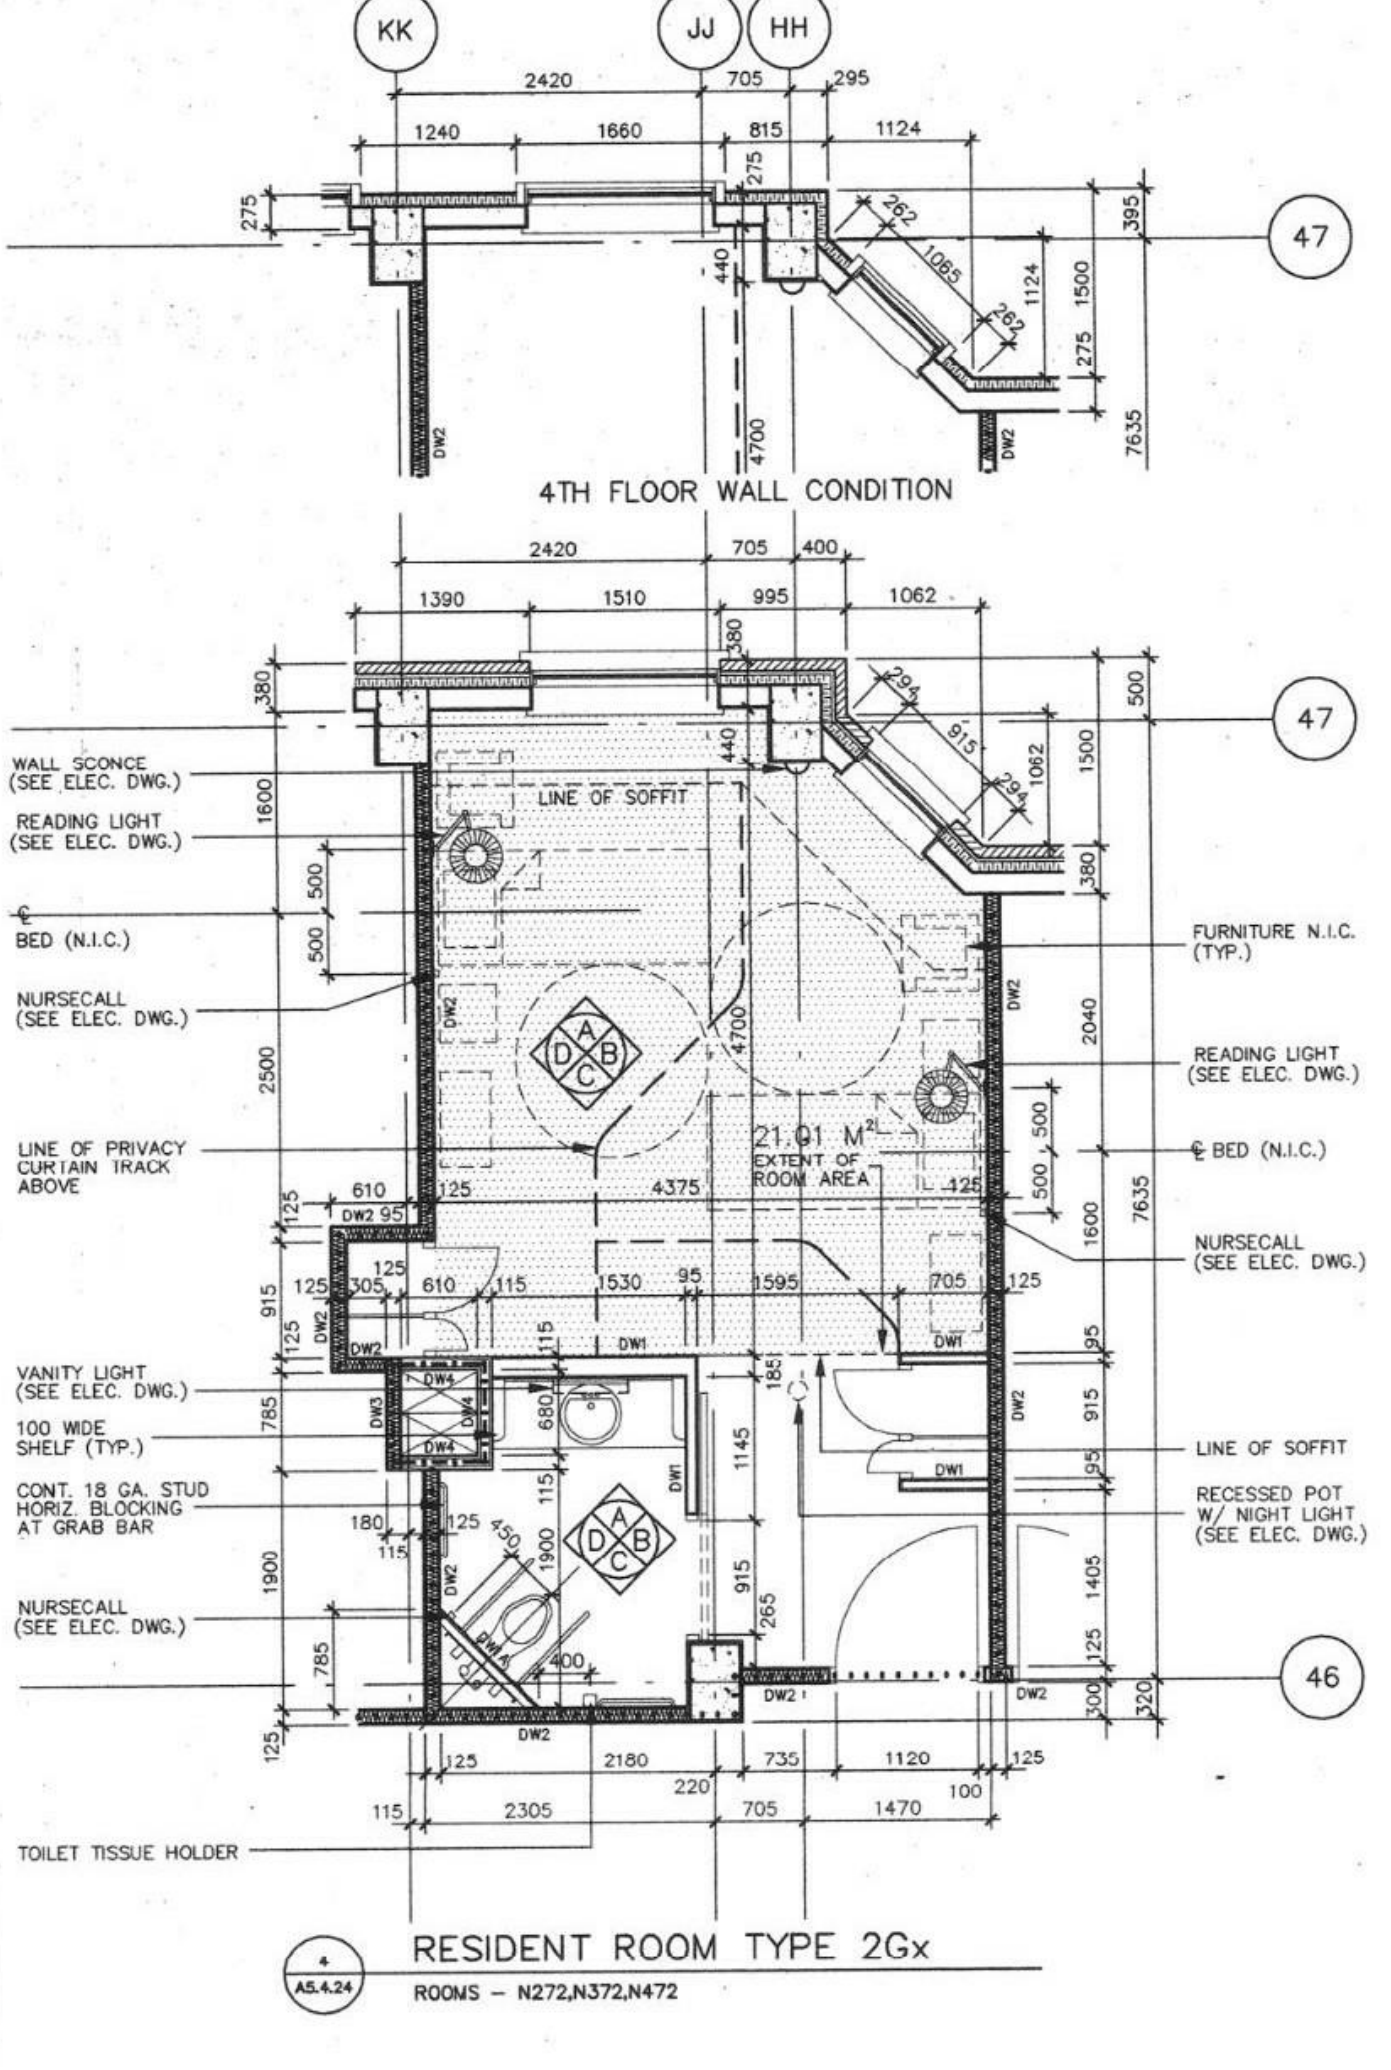 KK
JJ
HH
2420
705
295
1240
1660
815
1124
275
275
262
1065
262
395
47
440
1124
1500
275
DW2
4700
DW2
7635
4TH FLOOR WALL CONDITION
2420
705
400
1390
1510
995
1062
380
380
294
915
294
1062
1500
500
47
440
WALL SCONCE
(SEE ELEC. DWG.)
LINE OF SOFFIT
READING LIGHT
(SEE ELEC. DWG.)
1600
500
380
℄
BED (N.I.C.)
500
FURNITURE N.I.C.
(TYP.)
NURSECALL
(SEE ELEC. DWG.)
DW2
DW2
A
D B
C
4700
2040
2500
READING LIGHT
(SEE ELEC. DWG.)
500
LINE OF PRIVACY
CURTAIN TRACK
ABOVE
21.01 M²
EXTENT OF
ROOM AREA
℄ BED (N.I.C.)
500
125
610
125
4375
125
7635
DW2 95
1600
NURSECALL
(SEE ELEC. DWG.)
125
125
305
610
115
1530
95
1595
705
125
915
DW2
125
DW2
115
DW1
DW1
95
185
VANITY LIGHT
(SEE ELEC. DWG.)
DW4
785
DW3
DW4
680
DW2
915
100 WIDE
SHELF (TYP.)
DW4
1145
LINE OF SOFFIT
DW1
DW1
95
CONT. 18 GA. STUD
HORIZ. BLOCKING
AT GRAB BAR
115
RECESSED POT
W/ NIGHT LIGHT
(SEE ELEC. DWG.)
180
125
115
450
1900
A
D B
C
1900
DW2
915
1405
NURSECALL
(SEE ELEC. DWG.)
265
785
400
125
46
DW2
DW2
300
320
125
DW2
125
2180
735
1120
125
220
100
115
2305
705
1470
TOILET TISSUE HOLDER
4
A5.4.24
RESIDENT ROOM TYPE 2Gx
ROOMS – N272,N372,N472